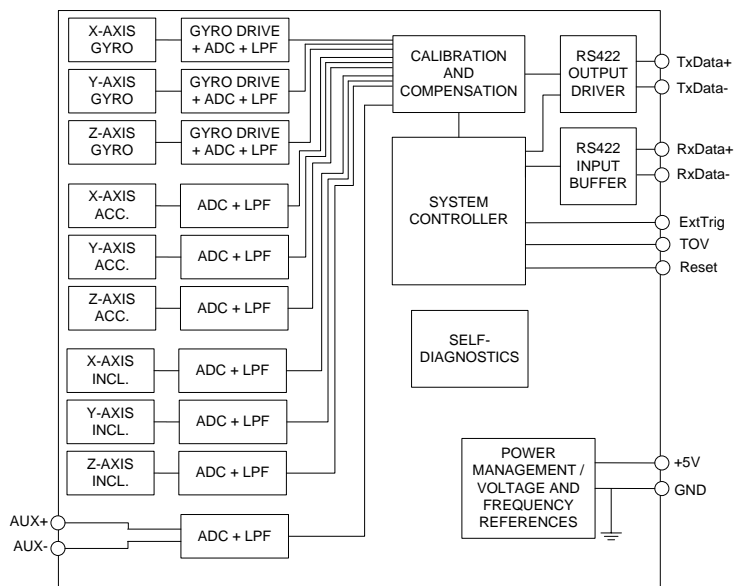 X-AXIS
GYRO
GYRO DRIVE
+ ADC + LPF
Y-AXIS
GYRO
GYRO DRIVE
+ ADC + LPF
Z-AXIS
GYRO
GYRO DRIVE
+ ADC + LPF
X-AXIS
ACC.
ADC + LPF
Y-AXIS
ACC.
ADC + LPF
Z-AXIS
ACC.
ADC + LPF
X-AXIS
INCL.
ADC + LPF
Y-AXIS
INCL.
ADC + LPF
Z-AXIS
INCL.
ADC + LPF
AUX+
AUX-
ADC + LPF
CALIBRATION
AND
COMPENSATION
RS422
OUTPUT
DRIVER
TxData+
TxData-
SYSTEM
CONTROLLER
RS422
INPUT
BUFFER
RxData+
RxData-
ExtTrig
TOV
Reset
SELF-
DIAGNOSTICS
POWER
MANAGEMENT /
VOLTAGE AND
FREQUENCY
REFERENCES
+5V
GND